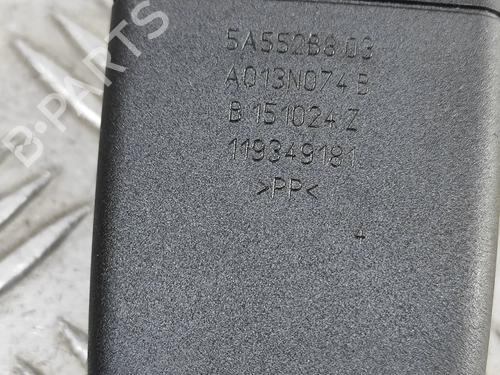 5A552B8 03
A013N074 B
B 151024 Z
119349181
>PP<
B-PARTS